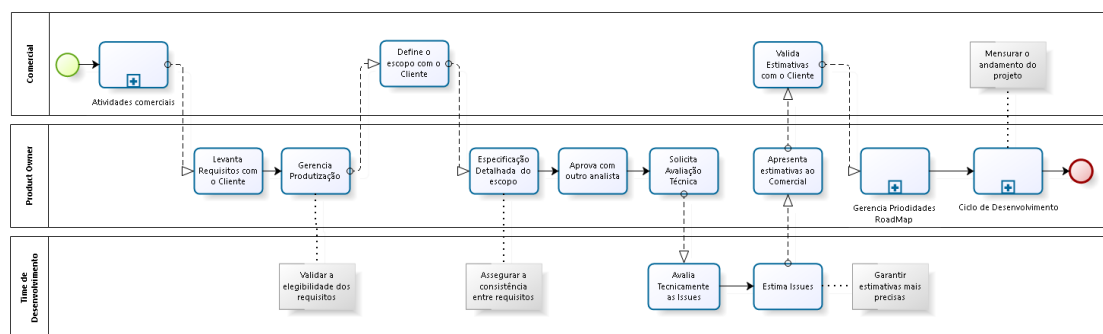 Comercial
Atividades comerciais
Define o
escopo com o
Cliente
Valida
Estimativas
com o Cliente
Mensurar o
andamento do
projeto
Product Owner
Levanta
Requisitos com
o Cliente
Gerencia
Produtização
Especificação
Detalhada do
escopo
Aprova com
outro analista
Solicita
Avaliação
Técnica
Apresenta
estimativas ao
Comercial
Gerencia Priodidades
RoadMap
Ciclo de Desenvolvimento
Time de
Desenvolvimento
Validar a
elegebilidade dos
requisitos
Assegurar a
consistência
entre requisitos
Avalia
Tecnicamente
as Issues
Estima Issues
Garantir
estimativas mais
precisas